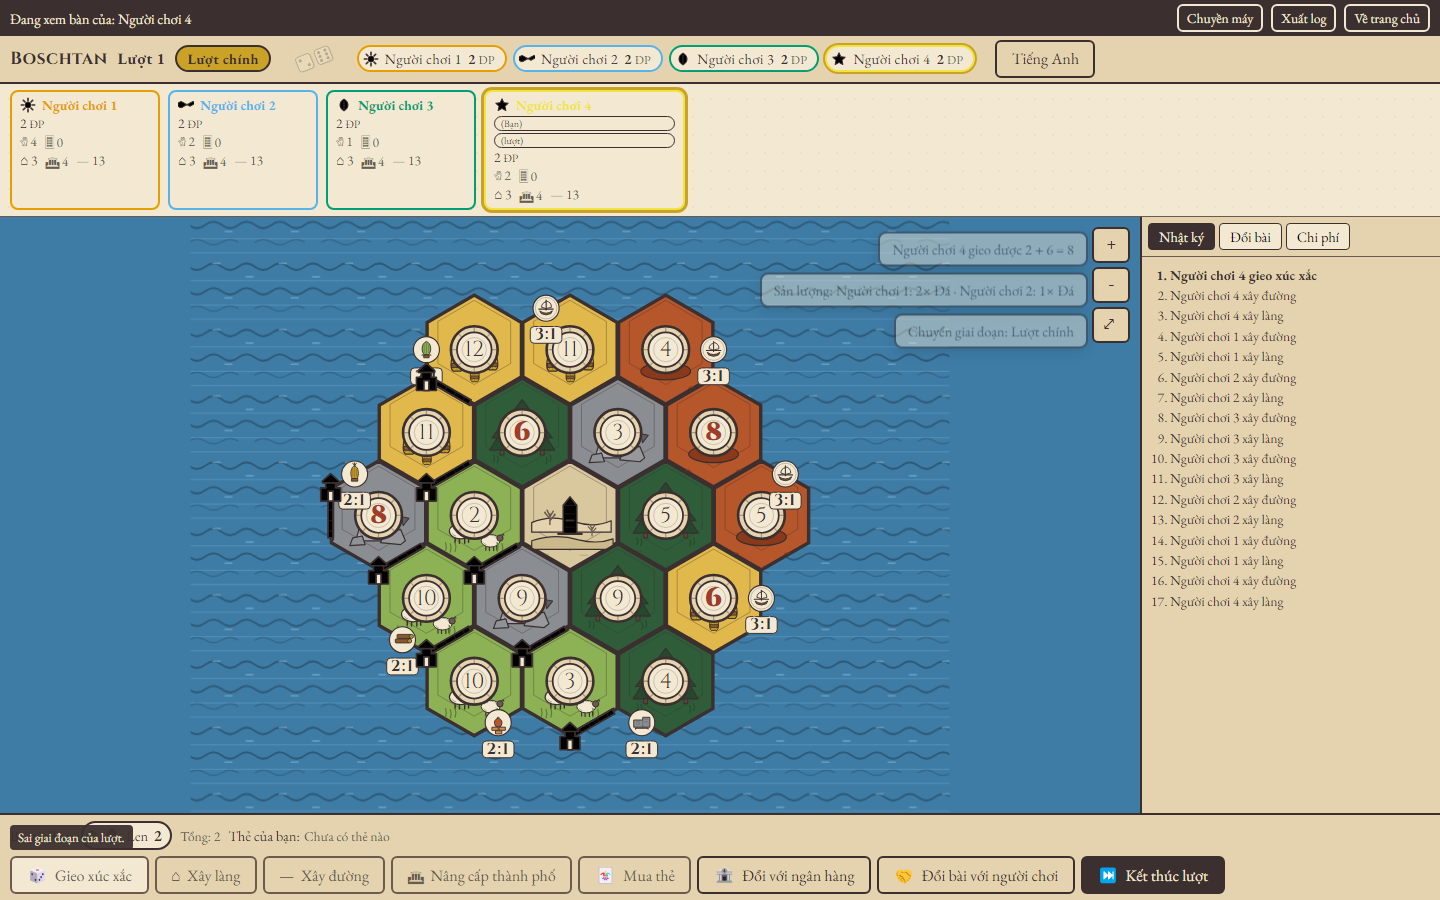 Đang xem bàn của: Người chơi 4
Chuyền máy
Xuất log
Về trang chủ
BOSCHTAN
Lượt 1
Lượt chính
Người chơi 1 2 ĐP
Người chơi 2 2 ĐP
Người chơi 3 2 ĐP
Người chơi 4 2 ĐP
Tiếng Anh
Người chơi 1
2 ĐP
4 0
3 4 — 13
Người chơi 2
2 ĐP
2 0
3 4 — 13
Người chơi 3
2 ĐP
1 0
3 4 — 13
Người chơi 4
(Bạn)
(lượt)
2 ĐP
2 0
3 4 — 13
Người chơi 4 gieo được 2 + 6 = 8
Sản lượng: Người chơi 1: 2× Đá · Người chơi 2: 1× Đá
Chuyển giai đoạn: Lượt chính
+
-
12
3:1
11
4
3:1
11
6
3
8
2:1
8
2
5
5
3:1
10
9
9
6
3:1
2:1
10
3
4
2:1
2:1
Nhật ký
Đổi bài
Chi phí
1. Người chơi 4 gieo xúc xắc
2. Người chơi 4 xây đường
3. Người chơi 4 xây làng
4. Người chơi 1 xây đường
5. Người chơi 1 xây làng
6. Người chơi 2 xây đường
7. Người chơi 2 xây làng
8. Người chơi 3 xây đường
9. Người chơi 3 xây làng
10. Người chơi 3 xây đường
11. Người chơi 3 xây làng
12. Người chơi 2 xây đường
13. Người chơi 2 xây làng
14. Người chơi 1 xây đường
15. Người chơi 1 xây làng
16. Người chơi 4 xây đường
17. Người chơi 4 xây làng
Sai giai đoạn của lượt.
2
Tổng: 2
Thẻ của bạn: Chưa có thẻ nào
Gieo xúc xắc
Xây làng
— Xây đường
Nâng cấp thành phố
Mua thẻ
Đổi với ngân hàng
Đổi bài với người chơi
Kết thúc lượt